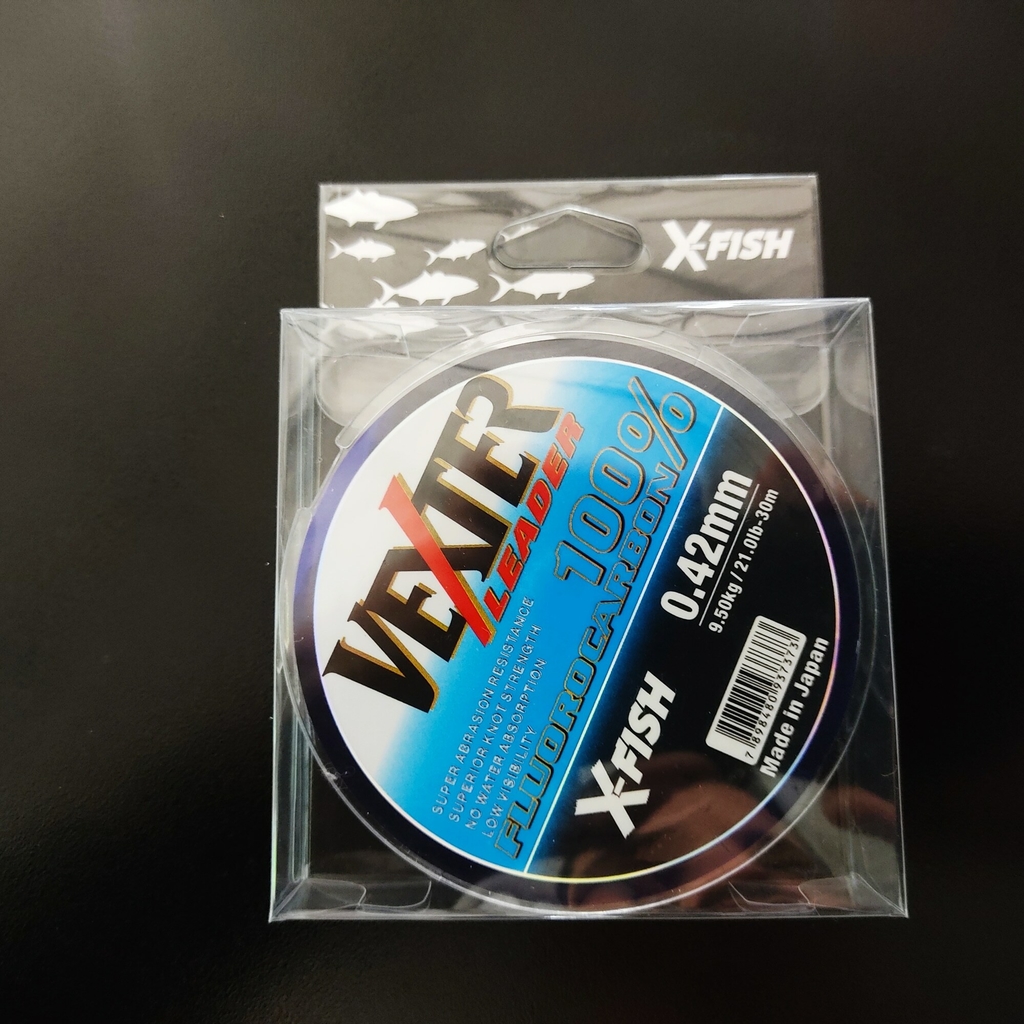 X-FISH
VEXTER
LEADER
100%
FLUOROCARBON
SUPER ABRASION RESISTANCE
SUPERIOR KNOT STRENGTH
NO WATER ABSORPTION
LOW VISIBILITY
0.42mm
9.50kg / 21.0lb-30m
X-FISH
7898480937373
Made in Japan